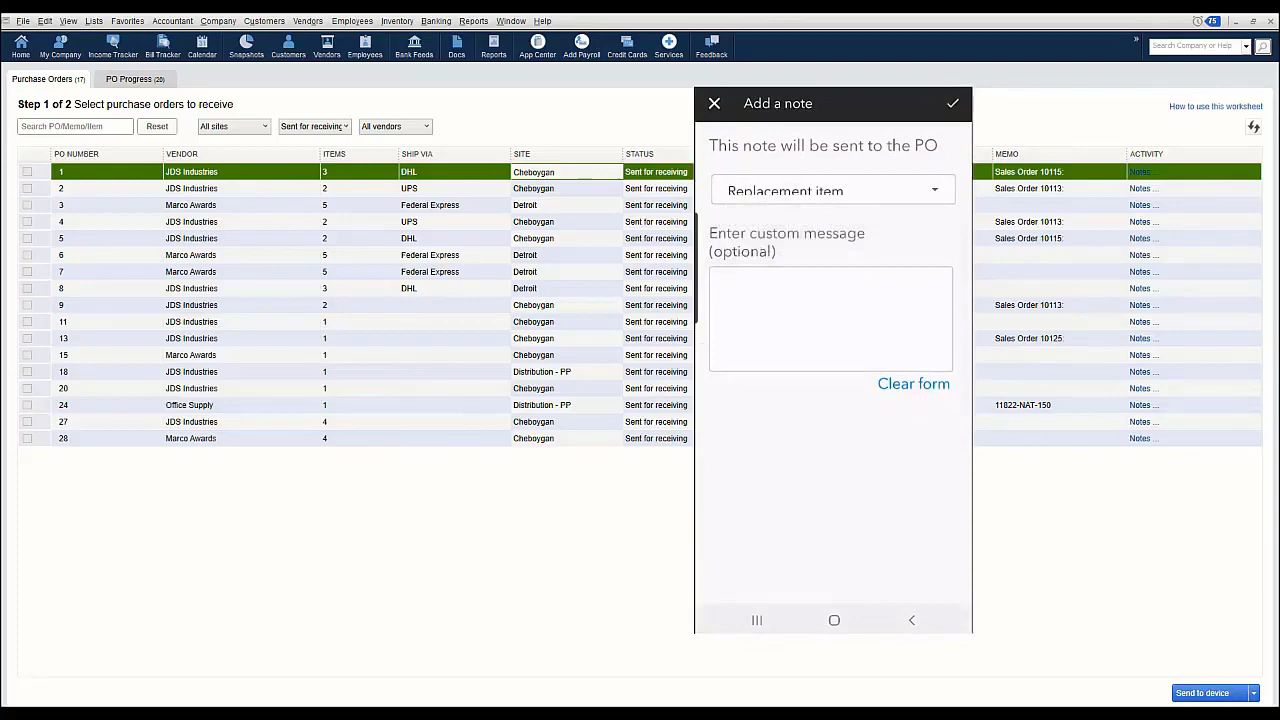 File Edit View Lists Favorites Accountant Company Customers Vendors Employees Inventory Banking Reports Window Help 75
Home My Company Income Tracker Bill Tracker Calendar Snapshots Customers Vendors Employees Bank Feeds Docs Reports App Center Add Payroll Credit Cards Services Feedback » Search Company or Help
Purchase Orders (17) PO Progress (20)
Step 1 of 2 Select purchase orders to receive How to use this worksheet
Search PO/Memo/Item Reset All sites Sent for receiving All vendors
PO NUMBER VENDOR ITEMS SHIP VIA SITE STATUS MEMO ACTIVITY
1 JDS Industries 3 DHL Cheboygan Sent for receiving Sales Order 10115: Notes ...
2 JDS Industries 2 UPS Cheboygan Sent for receiving Sales Order 10113: Notes ...
3 Marco Awards 5 Federal Express Detroit Sent for receiving Notes ...
4 JDS Industries 2 UPS Cheboygan Sent for receiving Sales Order 10113: Notes ...
5 JDS Industries 2 DHL Cheboygan Sent for receiving Sales Order 10115: Notes ...
6 Marco Awards 5 Federal Express Detroit Sent for receiving Notes ...
7 Marco Awards 5 Federal Express Detroit Sent for receiving Notes ...
8 JDS Industries 3 DHL Detroit Sent for receiving Notes ...
9 JDS Industries 2 Cheboygan Sent for receiving Sales Order 10113: Notes ...
11 JDS Industries 1 Cheboygan Sent for receiving Notes ...
13 JDS Industries 1 Cheboygan Sent for receiving Sales Order 10125: Notes ...
15 Marco Awards 1 Cheboygan Sent for receiving Notes ...
18 JDS Industries 1 Distribution - PP Sent for receiving Notes ...
20 JDS Industries 1 Cheboygan Sent for receiving Notes ...
24 Office Supply 1 Distribution - PP Sent for receiving 11822-NAT-150 Notes ...
27 JDS Industries 4 Cheboygan Sent for receiving Notes ...
28 Marco Awards 4 Cheboygan Sent for receiving Notes ...
Add a note
This note will be sent to the PO
Replacement item
Enter custom message
(optional)
Clear form
Send to device